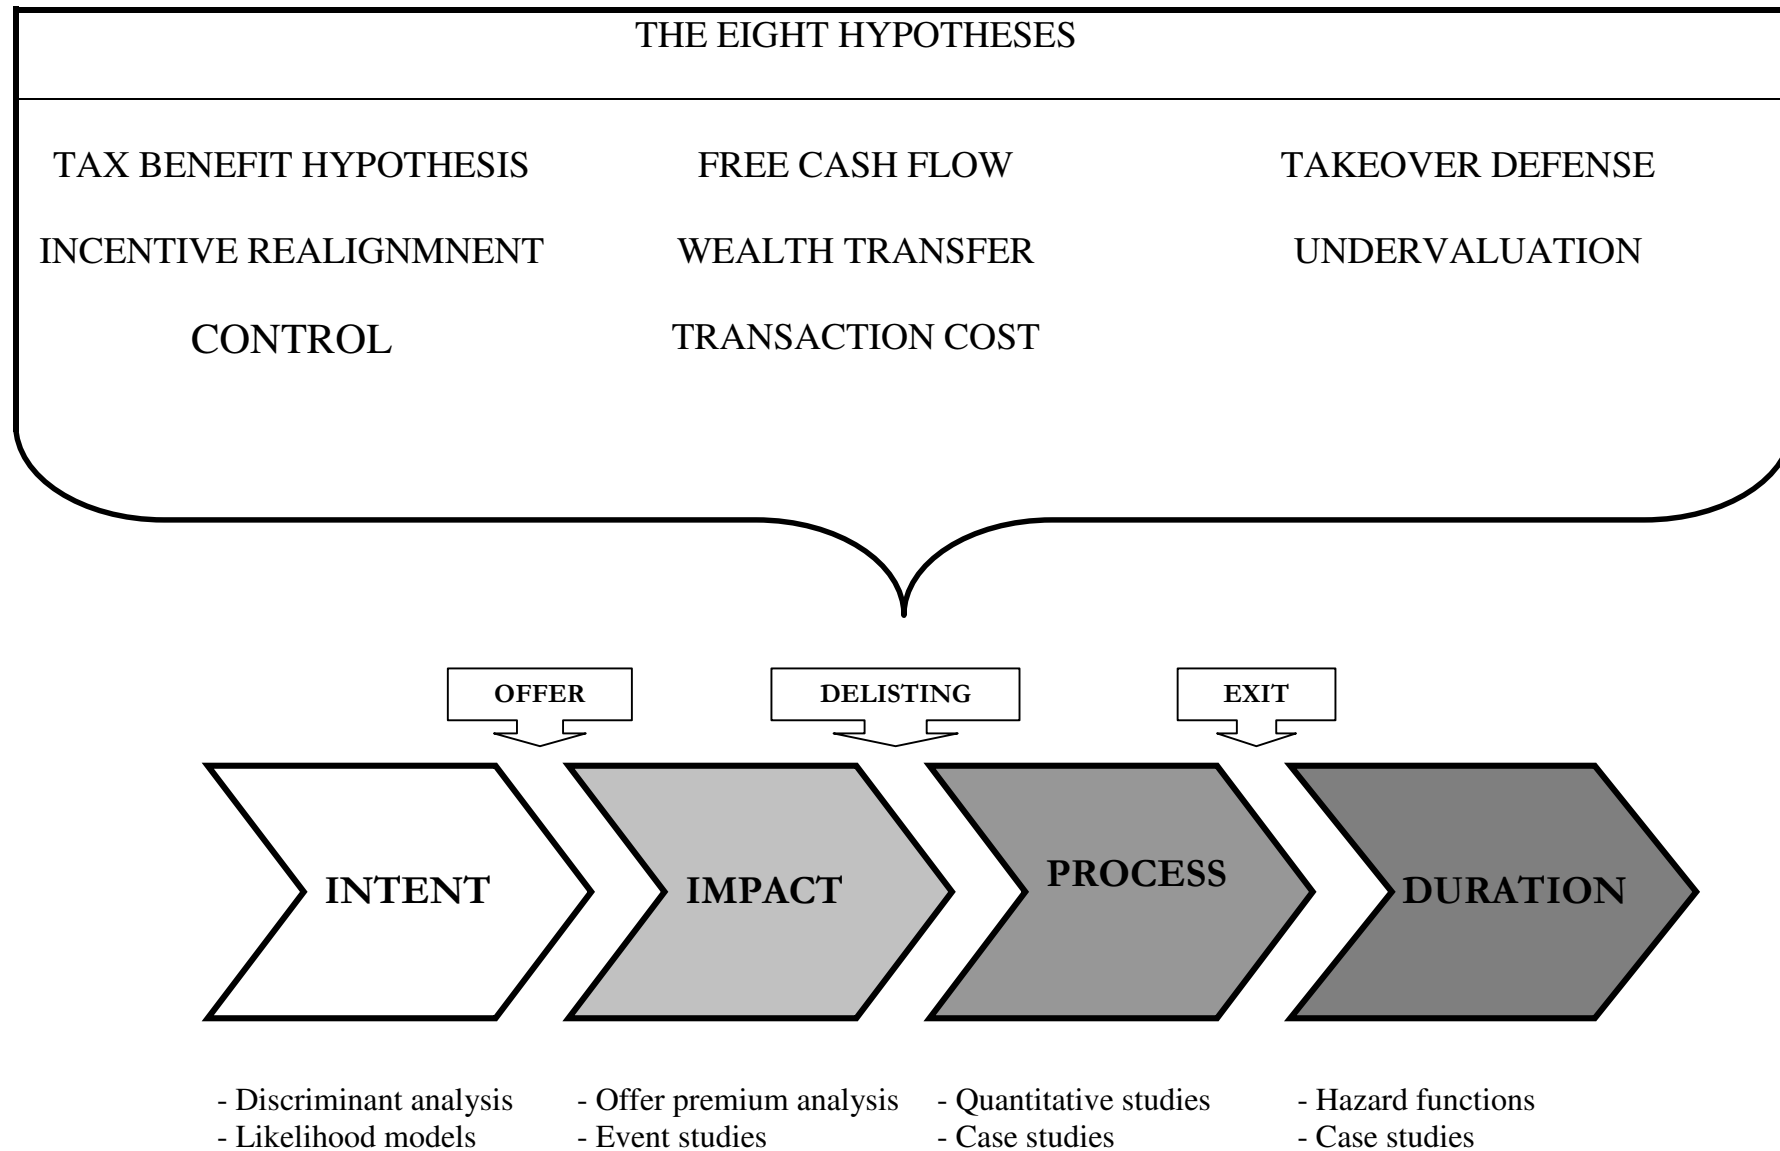 THE EIGHT HYPOTHESES
TAX BENEFIT HYPOTHESIS FREE CASH FLOW TAKEOVER DEFENSE
INCENTIVE REALIGNMNENT WEALTH TRANSFER UNDERVALUATION
CONTROL TRANSACTION COST
OFFER DELISTING EXIT
INTENT IMPACT PROCESS DURATION
- Discriminant analysis - Offer premium analysis - Quantitative studies - Hazard functions
- Likelihood models - Event studies - Case studies - Case studies